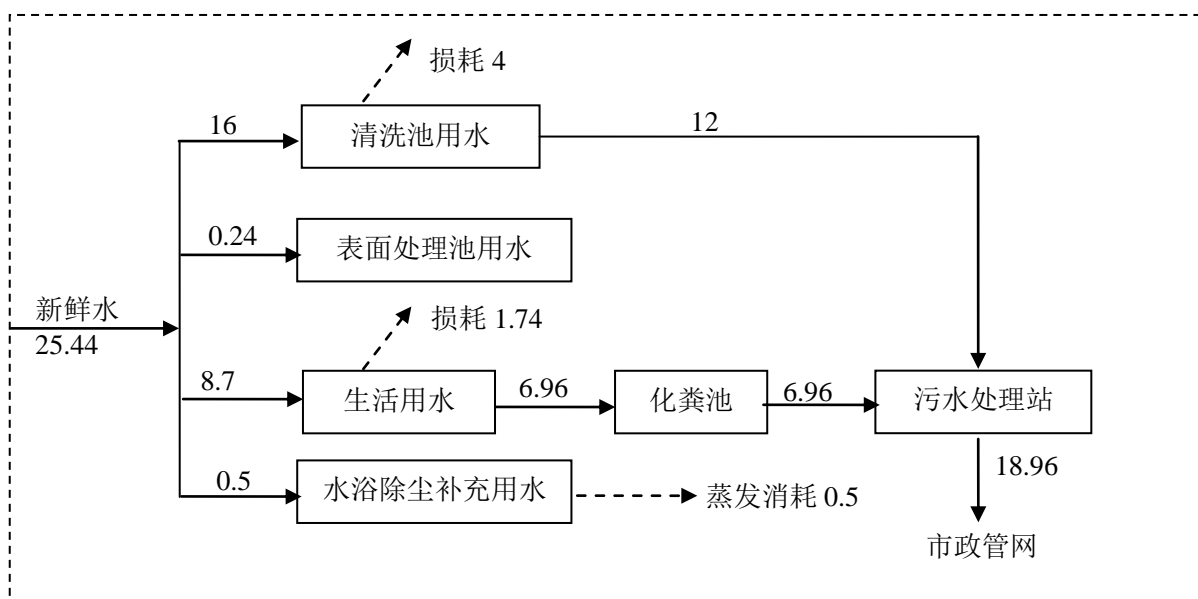 损耗 4
16
清洗池用水
12
0.24
表面处理池用水
新鲜水
25.44
损耗 1.74
8.7
生活用水
6.96
化粪池
6.96
污水处理站
0.5
水浴除尘补充用水
蒸发消耗 0.5
18.96
市政管网